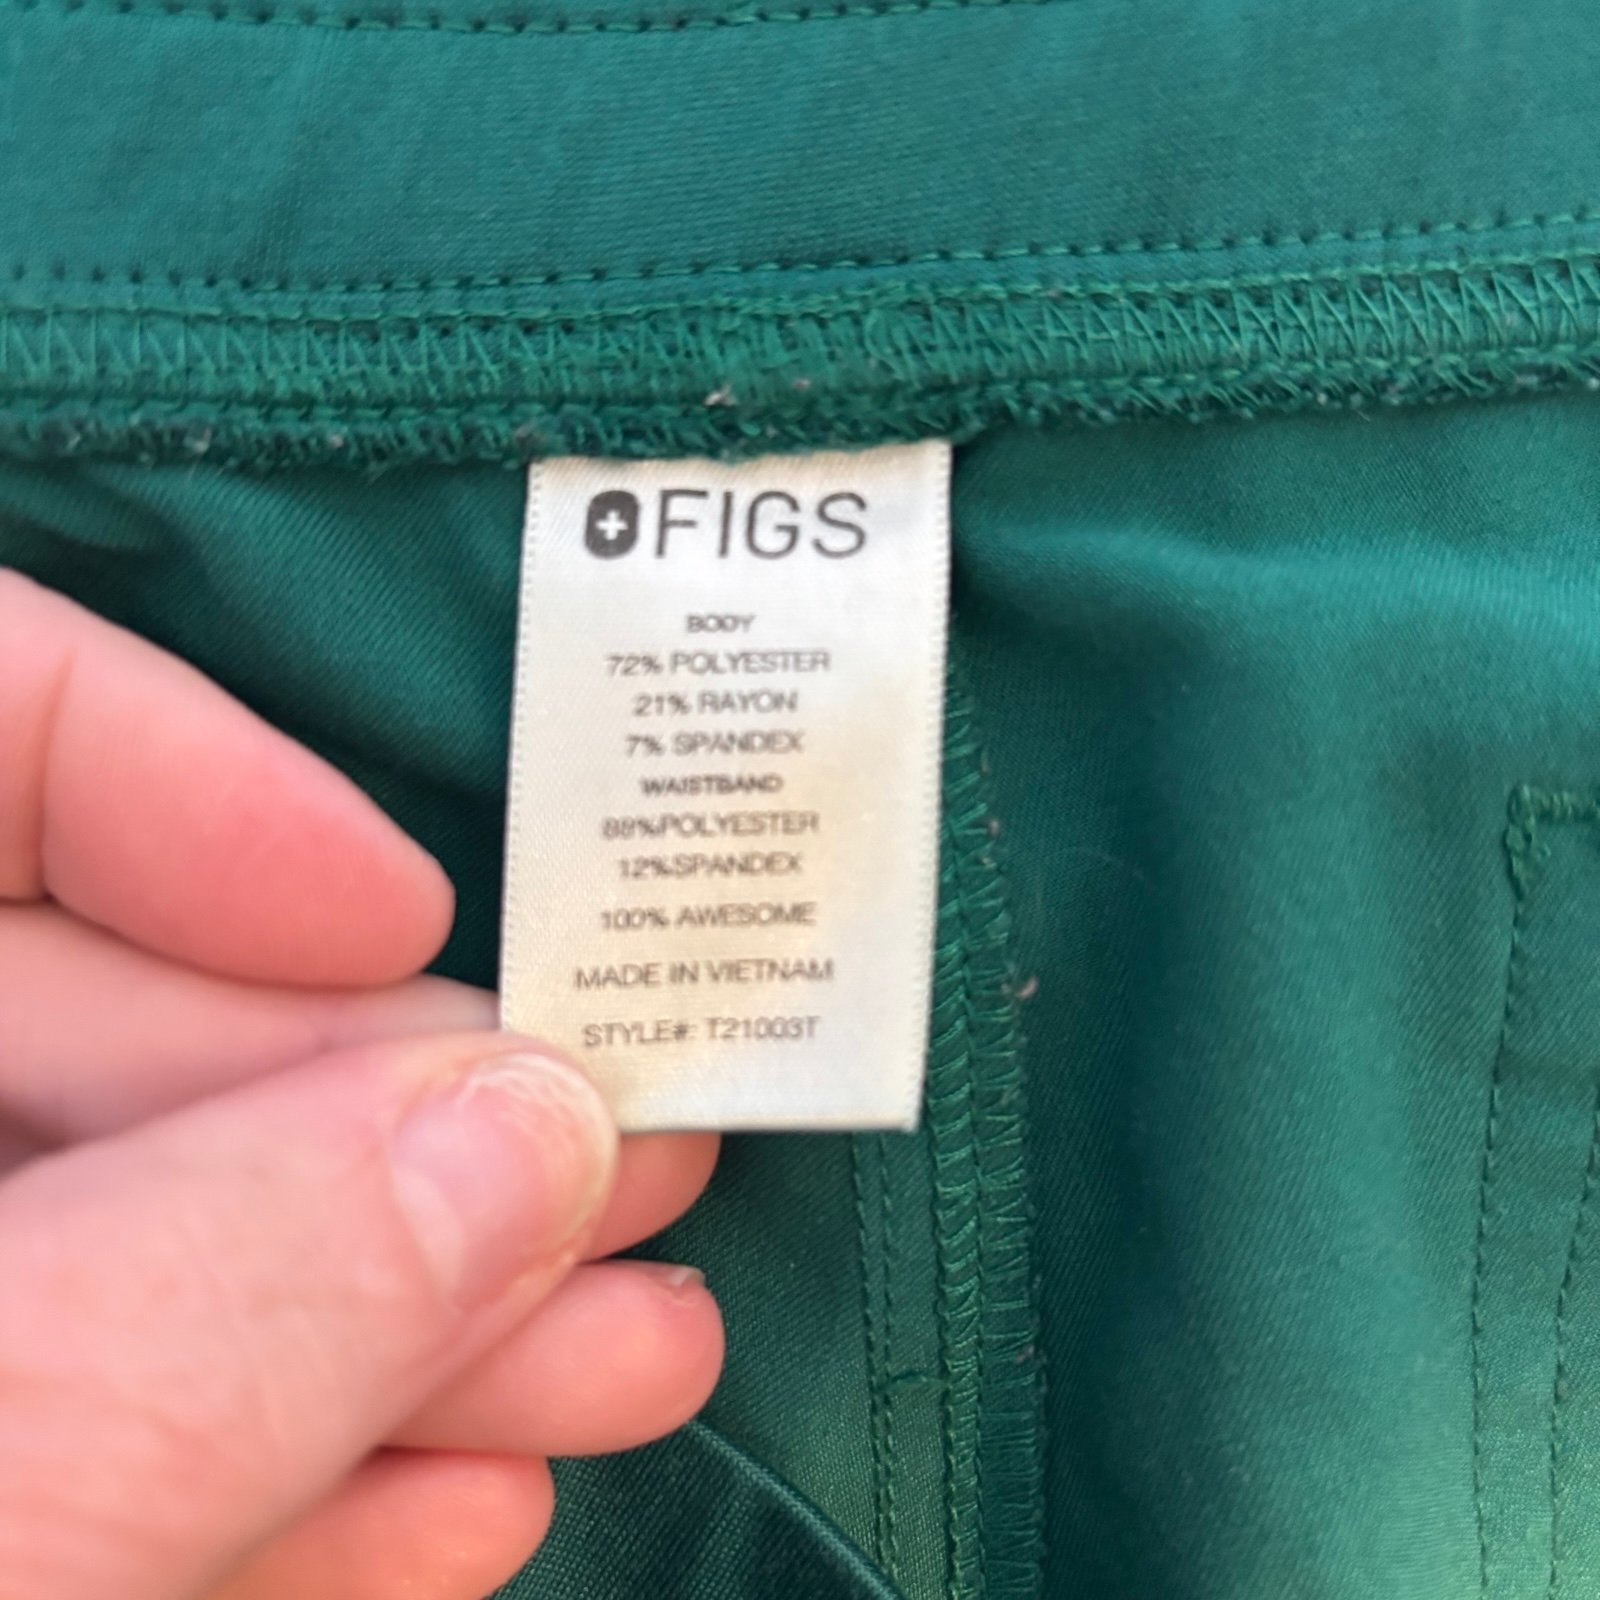 FIGS
BODY
72% POLYESTER
21% RAYON
7% SPANDEX
WAISTBAND
88%POLYESTER
12%SPANDEX
100% AWESOME
MADE IN VIETNAM
STYLE#: T21003T